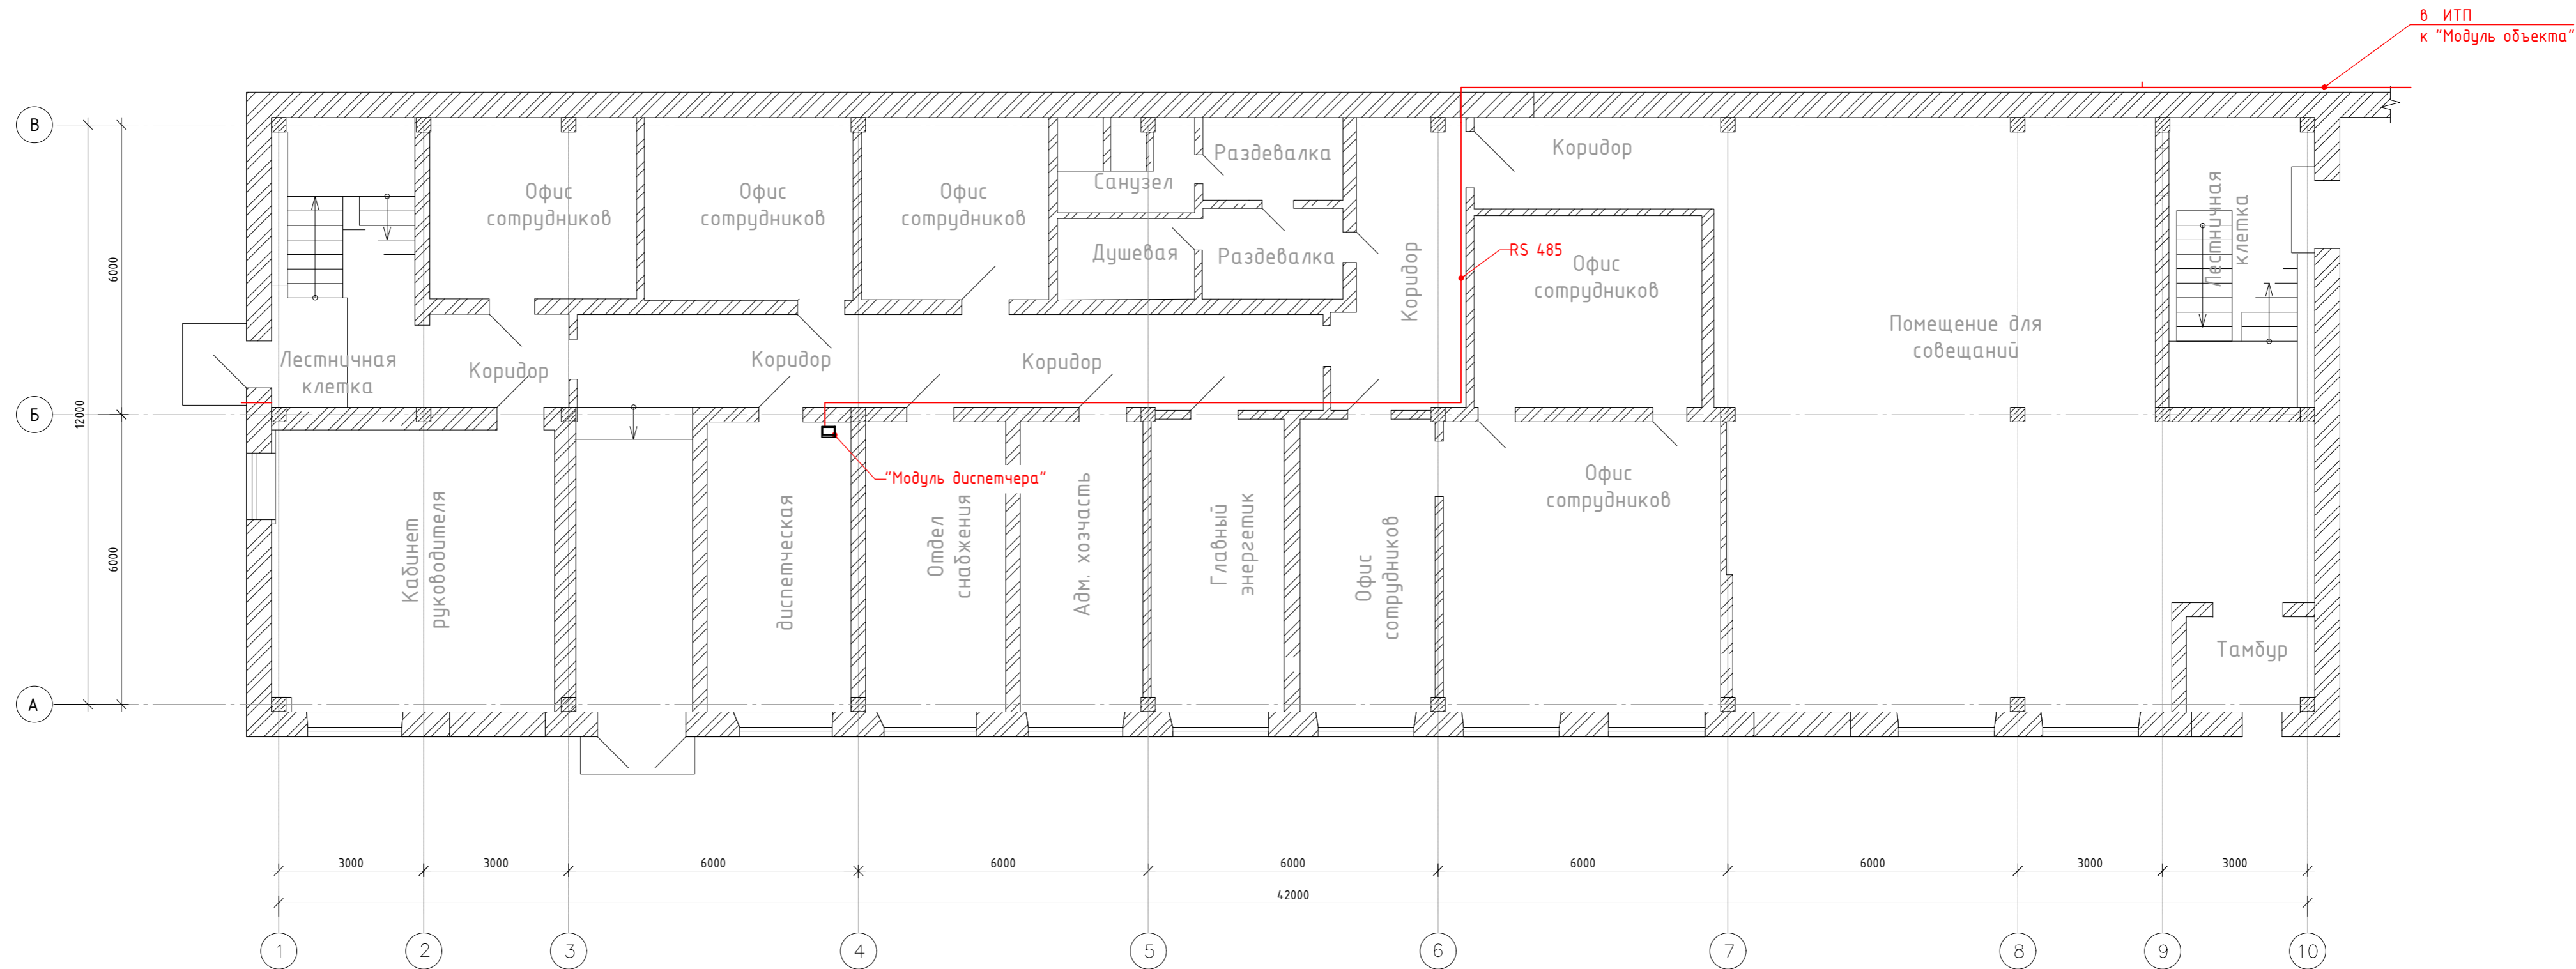 в ИТП
к "Модуль объекта"
В
Коридор
Раздевалка
Санузел
Офис
сотрудников
Офис
сотрудников
Офис
сотрудников
Лестничная
клетка
Душевая
Раздевалка
Коридор
RS 485
Офис
сотрудников
6000
Помещение для
совещаний
Лестничная
клетка
Коридор
Коридор
Коридор
12000
Б
"Модуль диспетчера"
Офис
сотрудников
6000
Кабинет
руководителя
диспетческая
Отдел
снабжения
Адм. хозчасть
Главный
энергетик
Офис
сотрудников
Тамбур
А
3000
3000
6000
6000
6000
6000
6000
3000
3000
42000
1
2
3
4
5
6
7
8
9
10